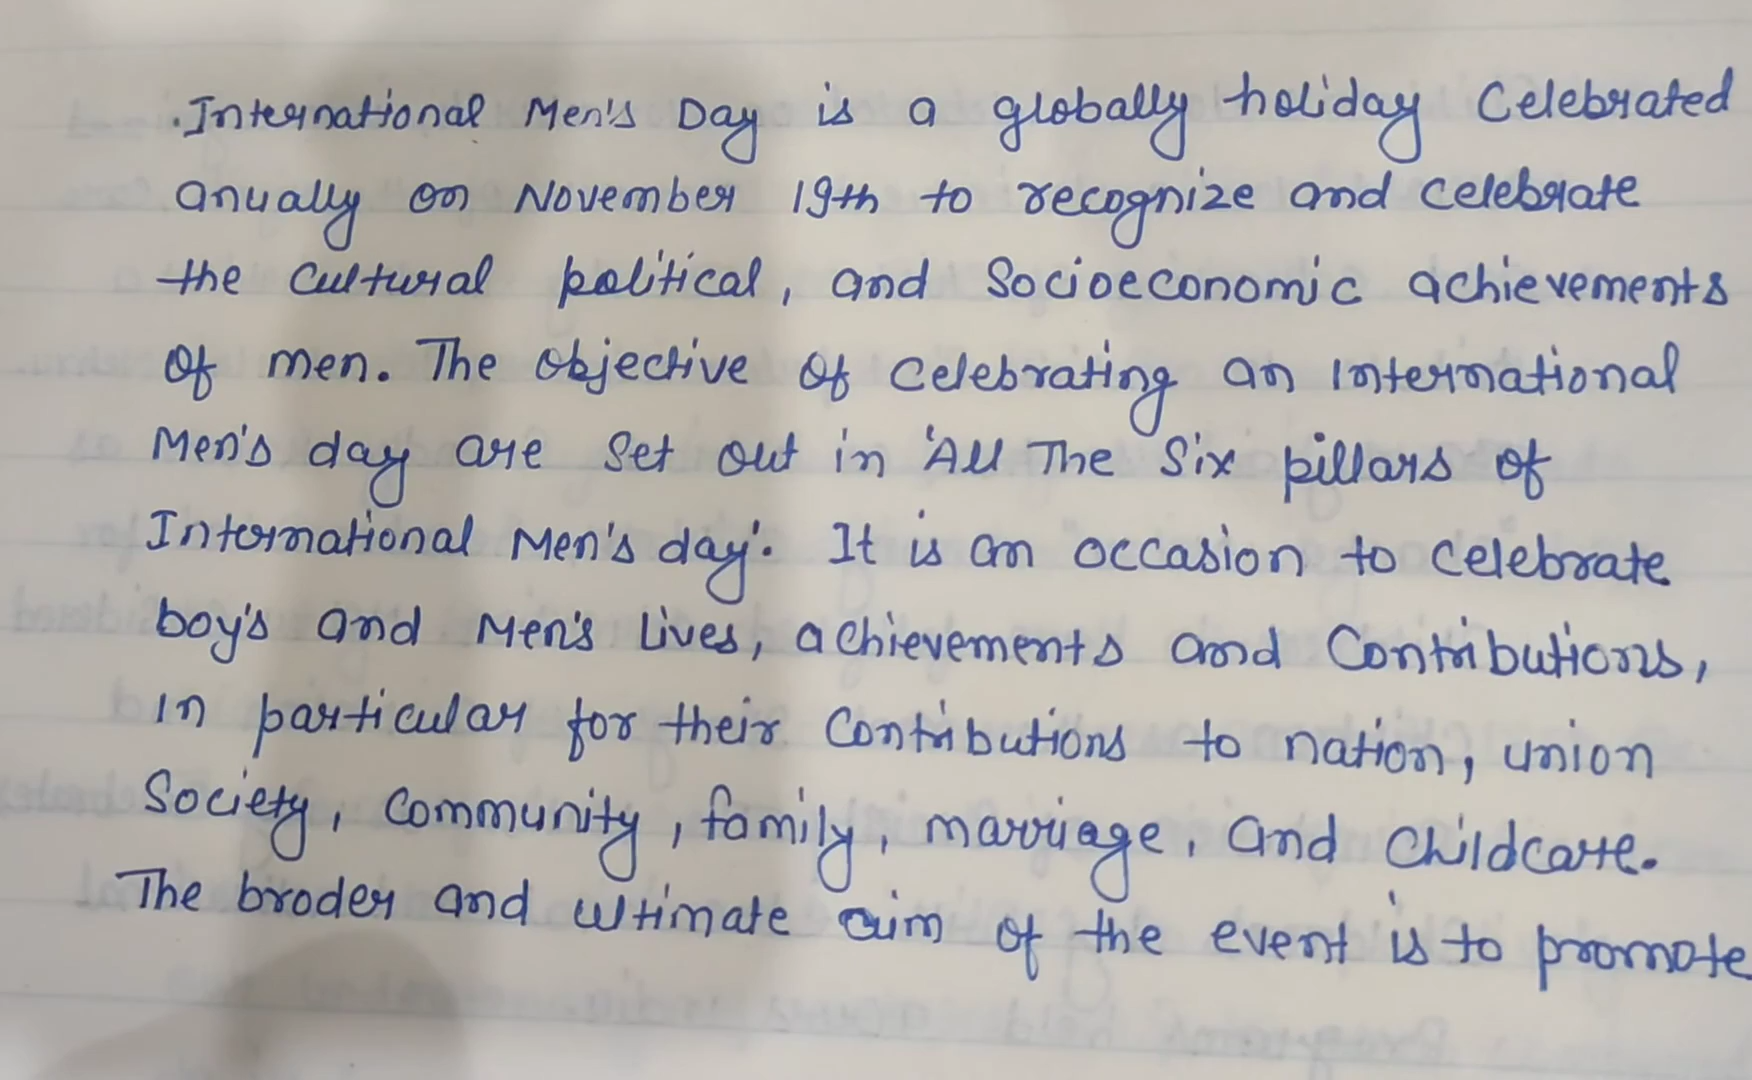 International Men's Day is a globally holiday Celebrated
anually on November 19th to recognize and celebrate
the Cultural political, and Socioeconomic achievements
Of men. The Objective Of Celebrating an International
Men's day are Set out in 'All The Six pillars of
International Men's day'. It is an occasion to celebrate
boy's and Men's Lives, achievements and Contributions,
in particular for their Contributions to nation, union
Society, Community, family, marriage, and Childcare.
The broder and ultimate aim of the event is to promote